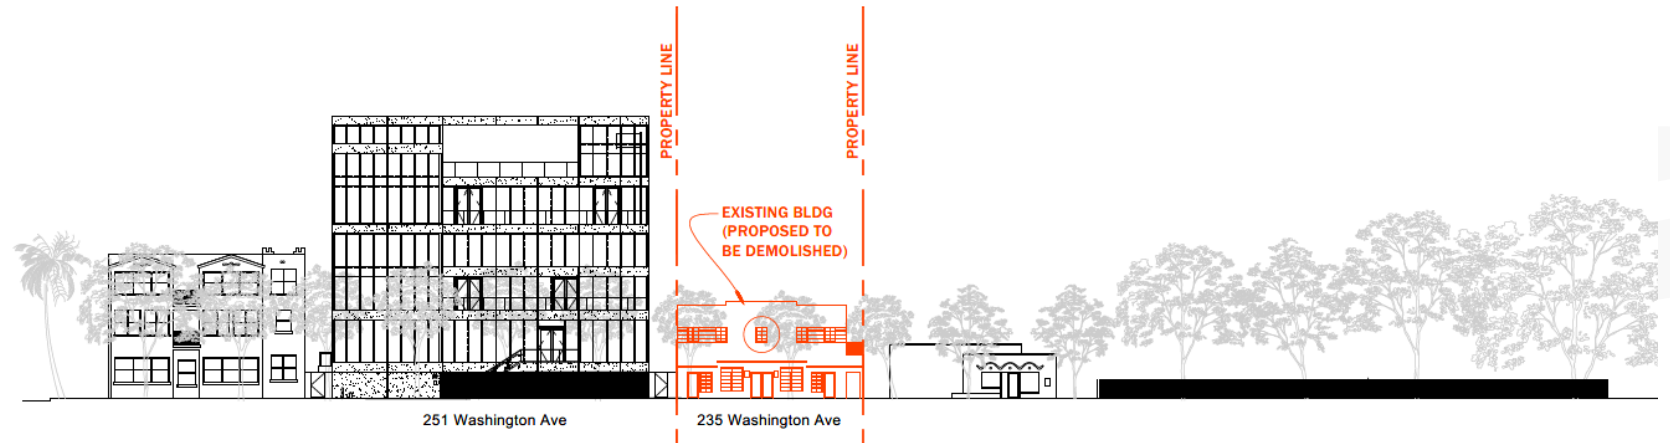 PROPERTY LINE
PROPERTY LINE
EXISTING BLDG
(PROPOSED TO
BE DEMOLISHED)
251 Washington Ave
235 Washington Ave